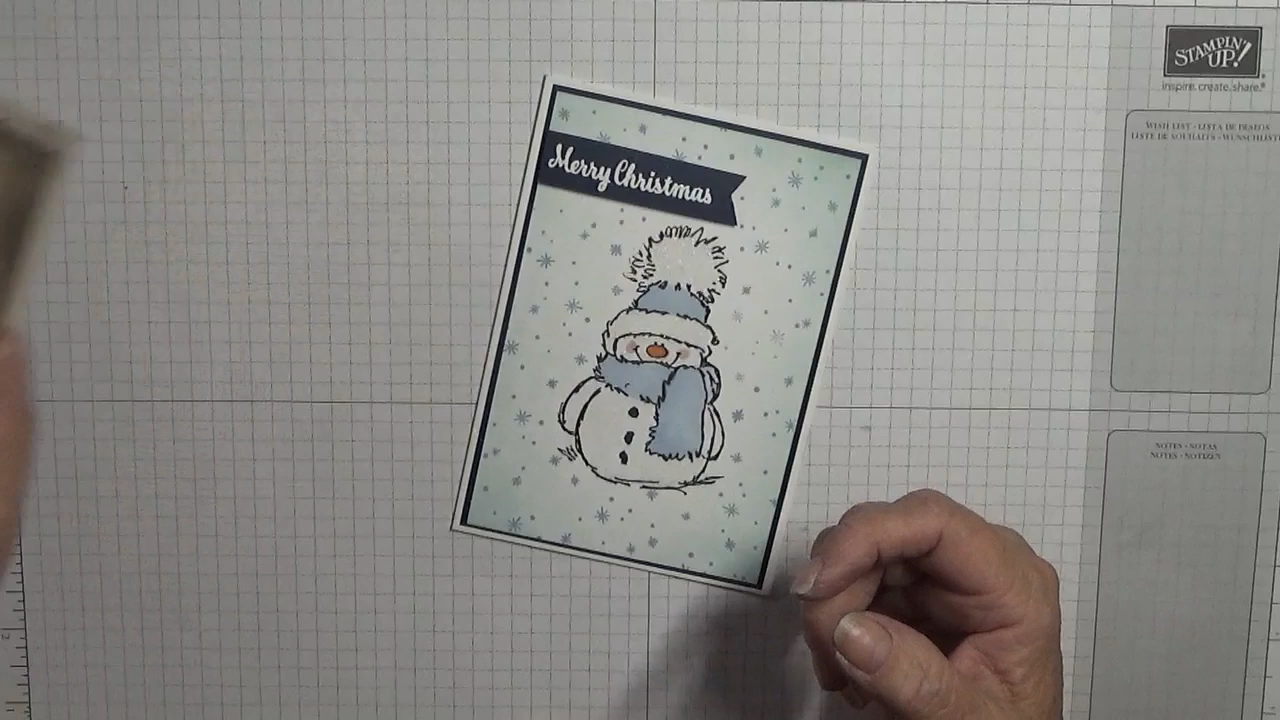 Merry Christmas
STAMPIN'
UP!
inspire.create.share.®
WISH LIST • LISTA DE DESEOS
LISTE DE SOUHAITS • WUNSCHLISTE
NOTES • NOTAS
NOTES • NOTIZEN